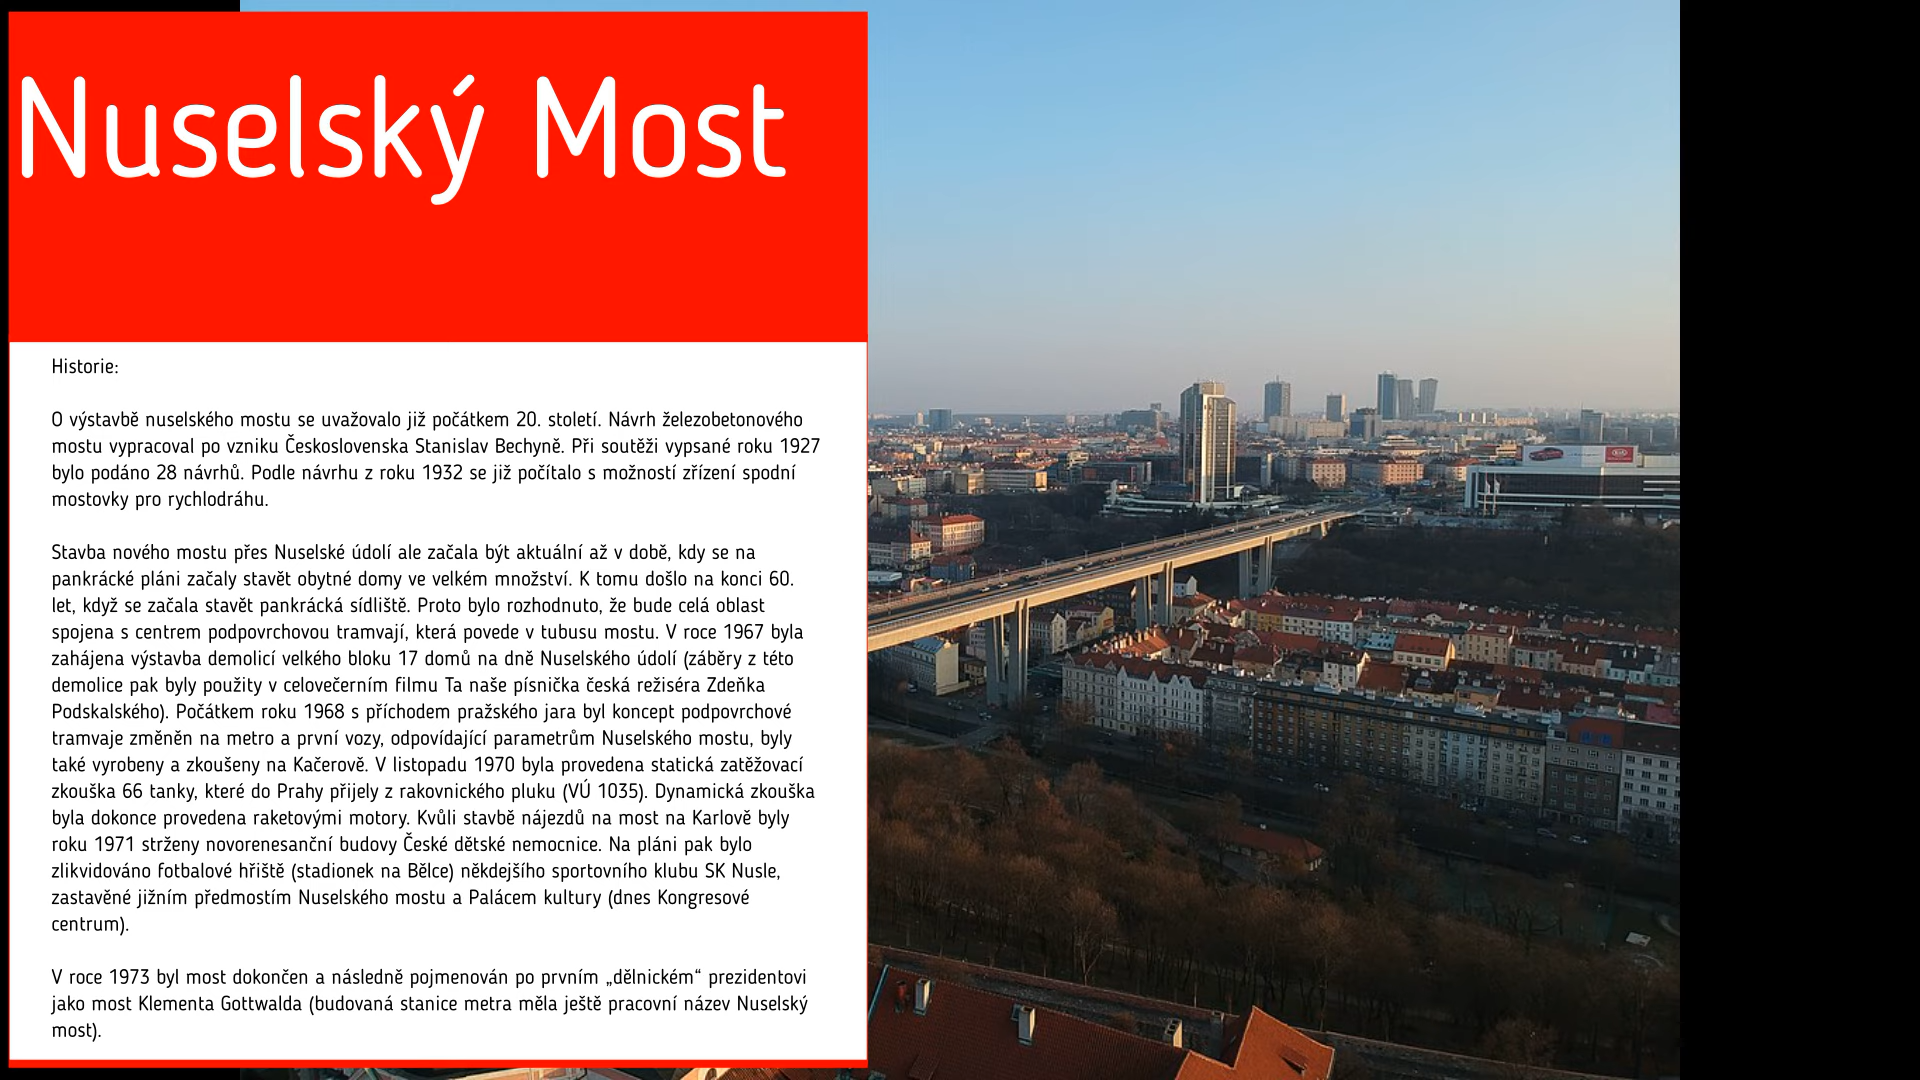 Nuselský Most
Historie:
O výstavbě nuselského mostu se uvažovalo již počátkem 20. století. Návrh železobetonového
mostu vypracoval po vzniku Československa Stanislav Bechyně. Při soutěži vypsané roku 1927
bylo podáno 28 návrhů. Podle návrhu z roku 1932 se již počítalo s možností zřízení spodní
mostovky pro rychlodráhu.
Stavba nového mostu přes Nuselské údolí ale začala být aktuální až v době, kdy se na
pankrácké pláni začaly stavět obytné domy ve velkém množství. K tomu došlo na konci 60.
let, když se začala stavět pankrácká sídliště. Proto bylo rozhodnuto, že bude celá oblast
spojena s centrem podpovrchovou tramvají, která povede v tubusu mostu. V roce 1967 byla
zahájena výstavba demolicí velkého bloku 17 domů na dně Nuselského údolí (záběry z této
demolice pak byly použity v celovečerním filmu Ta naše písnička česká režiséra Zdeňka
Podskalského). Počátkem roku 1968 s příchodem pražského jara byl koncept podpovrchové
tramvaje změněn na metro a první vozy, odpovídající parametrům Nuselského mostu, byly
také vyrobeny a zkoušeny na Kačerově. V listopadu 1970 byla provedena statická zatěžovací
zkouška 66 tanky, které do Prahy přijely z rakovnického pluku (VÚ 1035). Dynamická zkouška
byla dokonce provedena raketovými motory. Kvůli stavbě nájezdů na most na Karlově byly
roku 1971 strženy novorenesanční budovy České dětské nemocnice. Na pláni pak bylo
zlikvidováno fotbalové hřiště (stadionek na Bělce) někdejšího sportovního klubu SK Nusle,
zastavěné jižním předmostím Nuselského mostu a Palácem kultury (dnes Kongresové
centrum).
V roce 1973 byl most dokončen a následně pojmenován po prvním „dělnickém“ prezidentovi
jako most Klementa Gottwalda (budovaná stanice metra měla ještě pracovní název Nuselský
most).
KIA